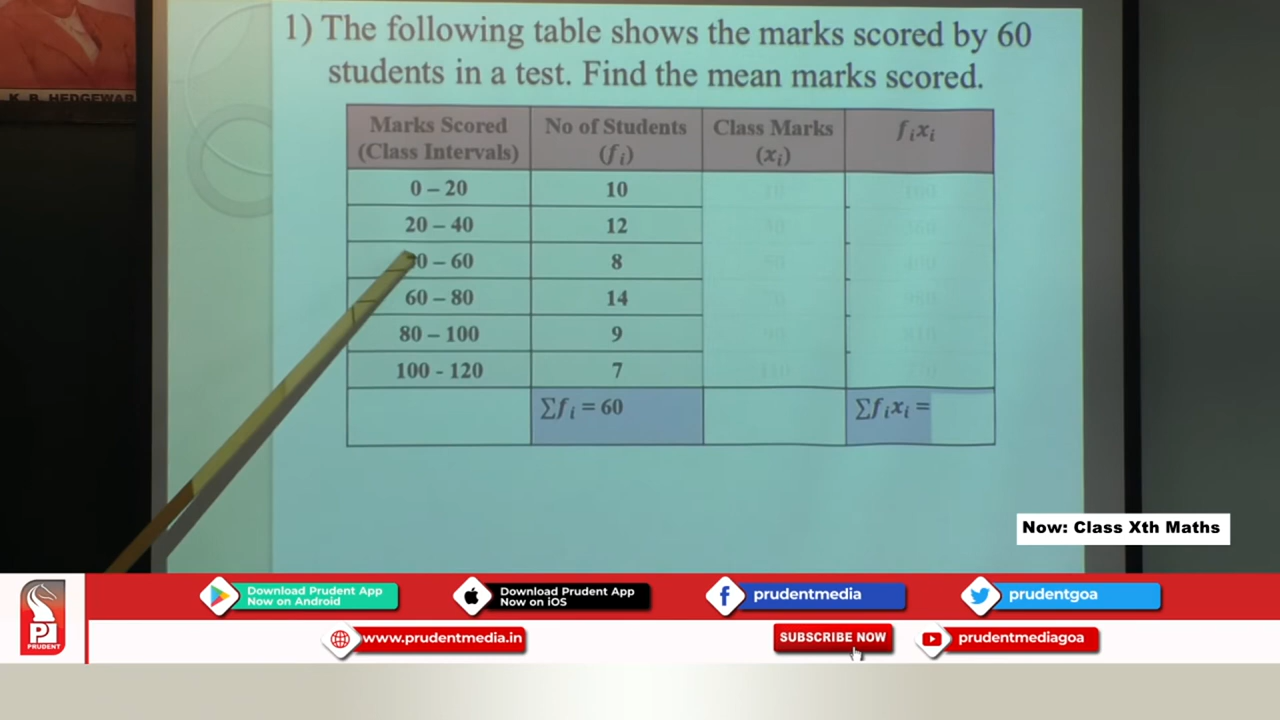 1) The following table shows the marks scored by 60
students in a test. Find the mean marks scored.
K. B. HEDGEWAR
Marks Scored No of Students Class Marks fᵢxᵢ
(Class Intervals) (fᵢ) (xᵢ)
0 – 20 10
20 – 40 12
0 – 60 8
60 – 80 14
80 – 100 9
100 - 120 7
∑fᵢ = 60 ∑fᵢxᵢ =
Now: Class Xth Maths
Download Prudent App
Now on Android
Download Prudent App
Now on iOS
prudentmedia
prudentgoa
PRUDENT
www.prudentmedia.in
SUBSCRIBE NOW
prudentmediagoa